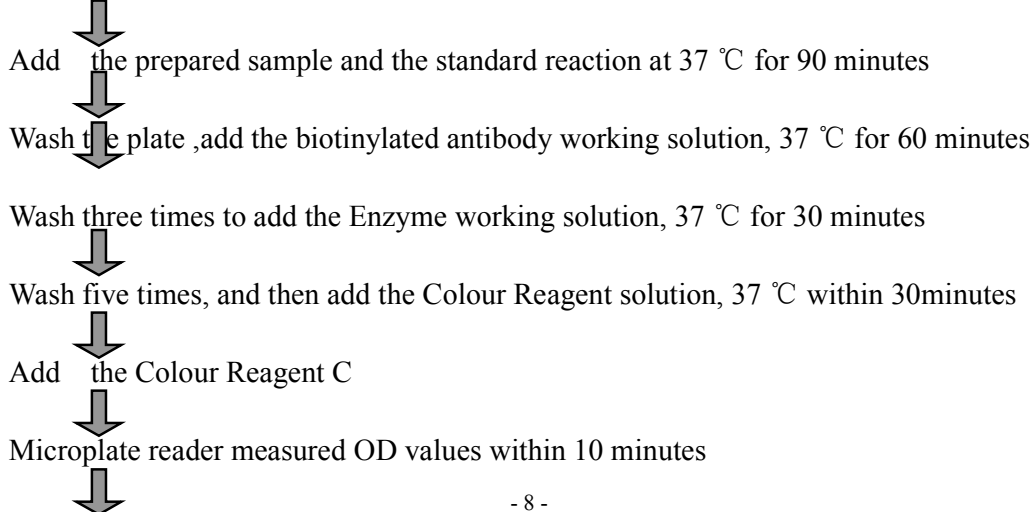 Add the prepared sample and the standard reaction at 37 ℃ for 90 minutes
Wash the plate ,add the biotinylated antibody working solution, 37 ℃ for 60 minutes
Wash three times to add the Enzyme working solution, 37 ℃ for 30 minutes
Wash five times, and then add the Colour Reagent solution, 37 ℃ within 30minutes
Add the Colour Reagent C
Microplate reader measured OD values within 10 minutes
- 8 -